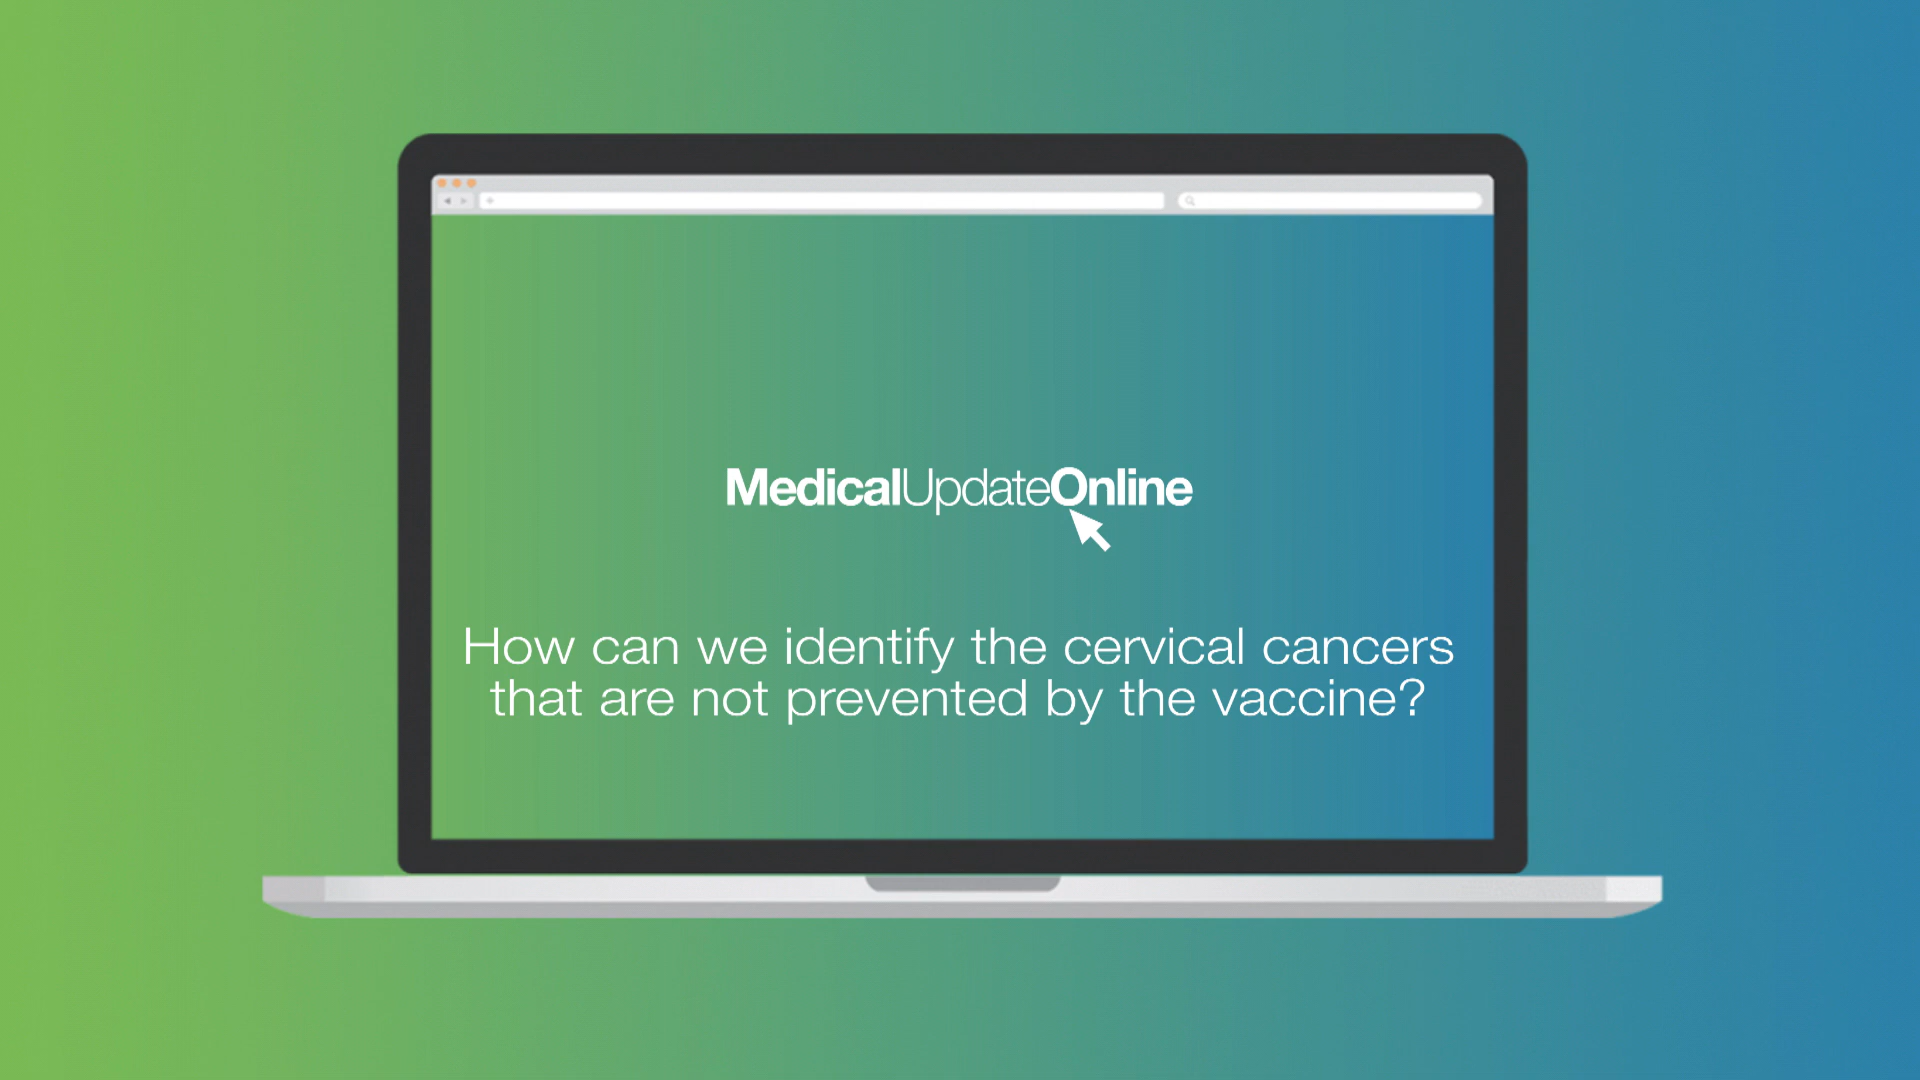 MedicalUpdateOnline
How can we identify the cervical cancers
that are not prevented by the vaccine?